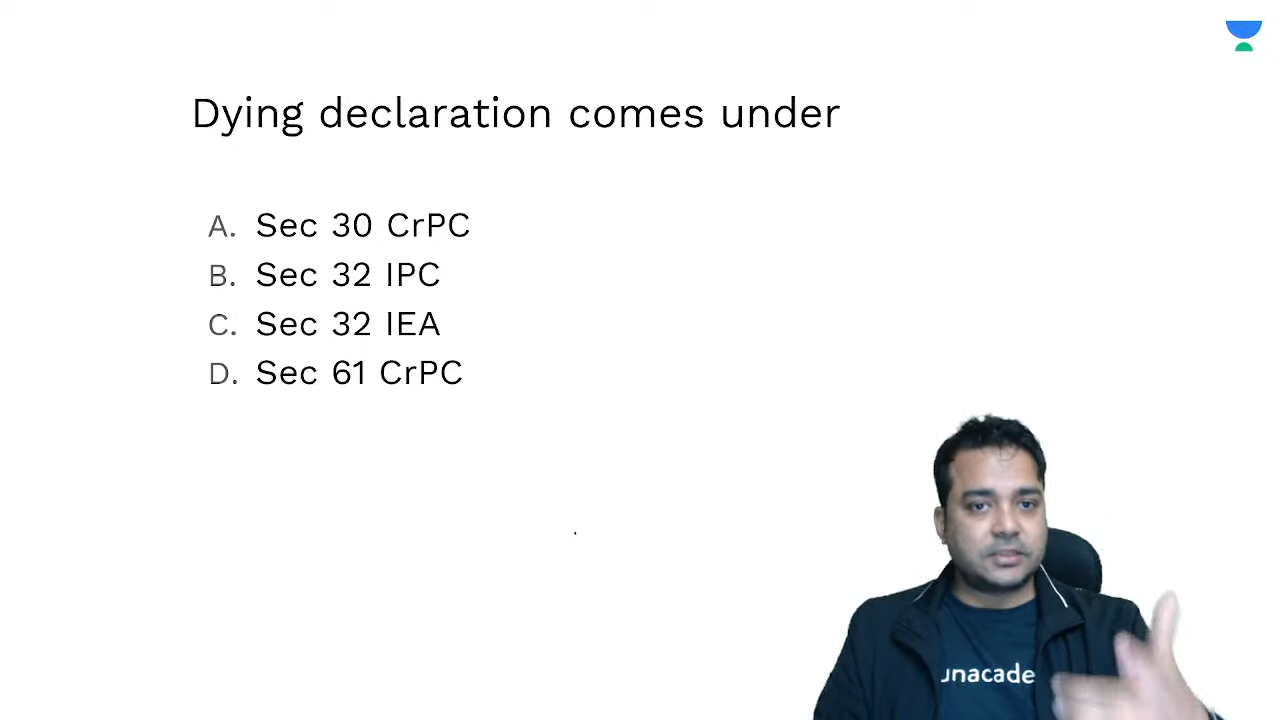 Dying declaration comes under
A. Sec 30 CrPC
B. Sec 32 IPC
C. Sec 32 IEA
D. Sec 61 CrPC
unacade